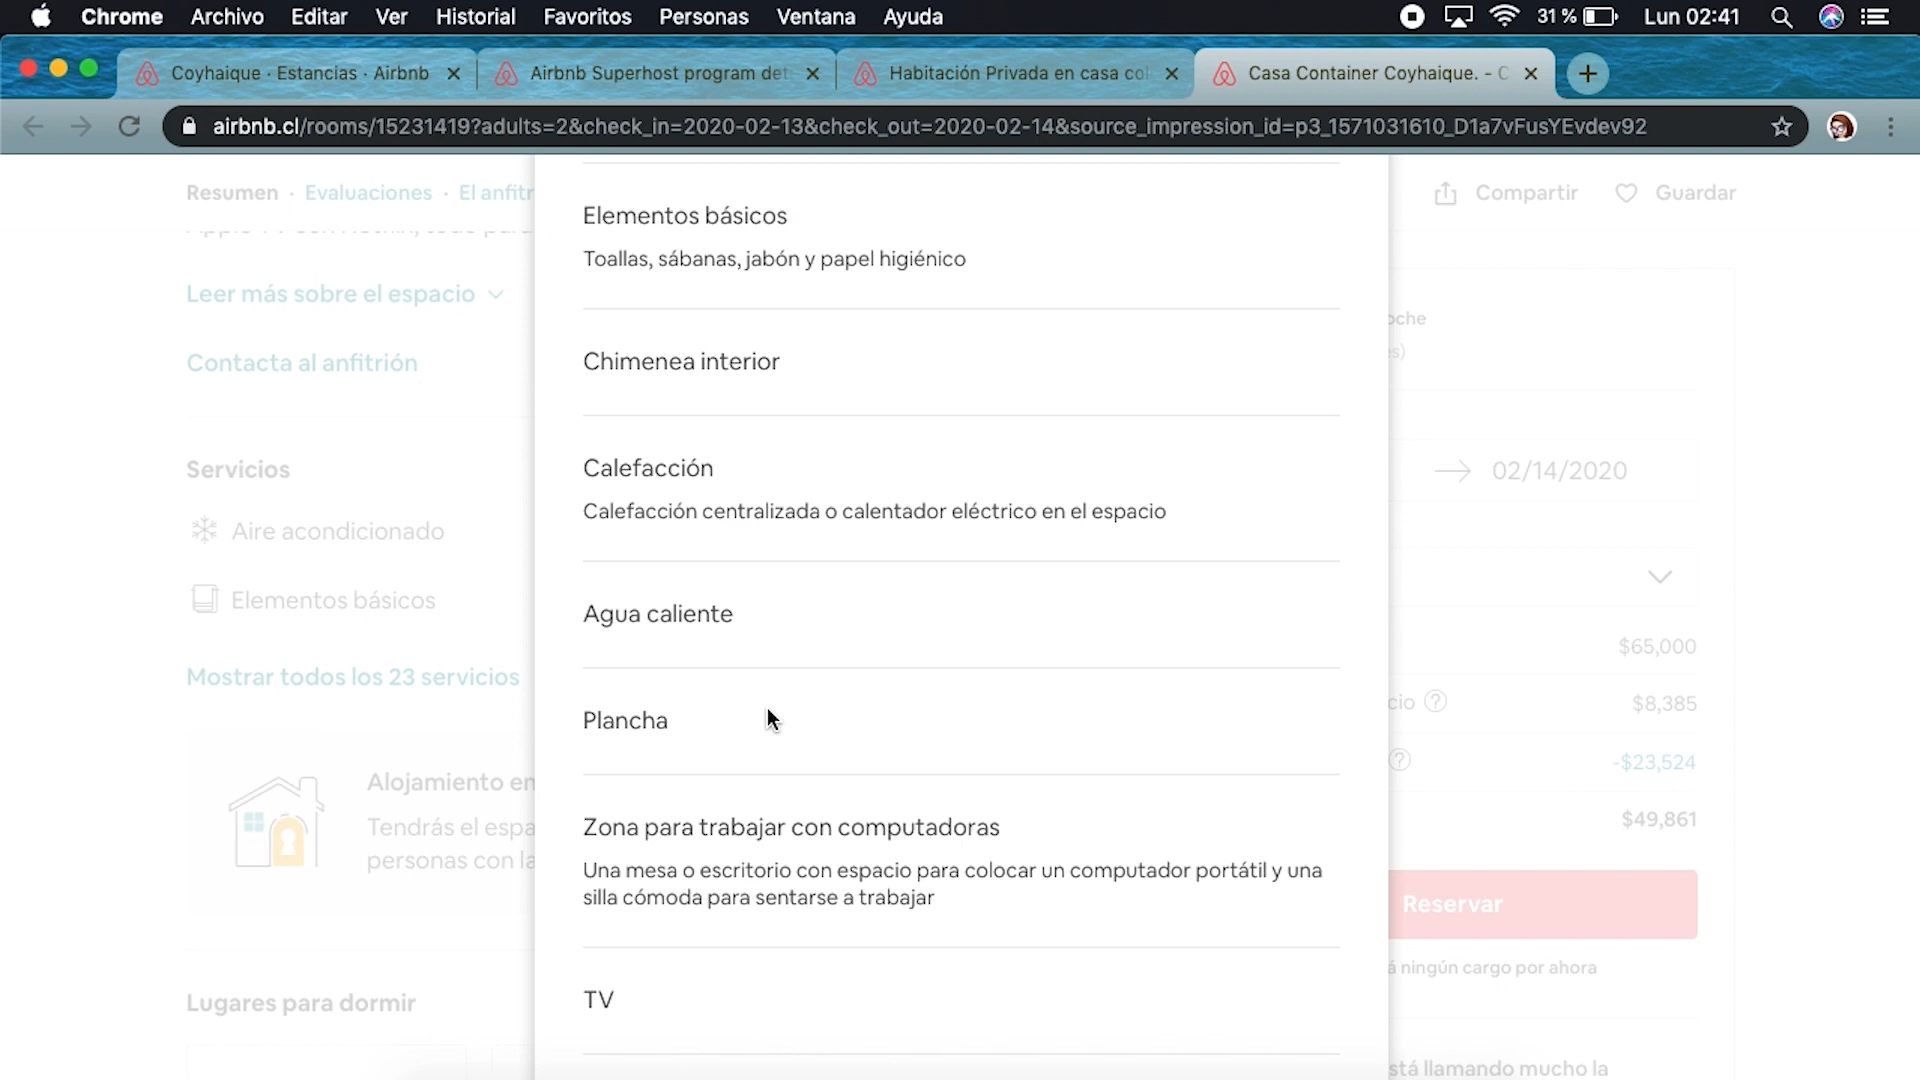 Chrome Archivo Editar Ver Historial Favoritos Personas Ventana Ayuda 31 % Lun 02:41
Coyhaique · Estancias · Airbnb
Airbnb Superhost program det
Habitación Privada en casa co
Casa Container Coyhaique. - C
airbnb.cl/rooms/15231419?adults=2&check_in=2020-02-13&check_out=2020-02-14&source_impression_id=p3_1571031610_D1a7vFusYEvdev92
Resumen · Evaluaciones · El anfitr
Compartir
Guardar
Leer más sobre el espacio
Contacta al anfitrión
Servicios
Aire acondicionado
Elementos básicos
Mostrar todos los 23 servicios
Alojamiento en
Tendrás el espa
personas con la
Lugares para dormir
Elementos básicos
Toallas, sábanas, jabón y papel higiénico
Chimenea interior
Calefacción
Calefacción centralizada o calentador eléctrico en el espacio
Agua caliente
Plancha
Zona para trabajar con computadoras
Una mesa o escritorio con espacio para colocar un computador portátil y una
silla cómoda para sentarse a trabajar
TV
oche
es)
02/14/2020
$65,000
cio ? $8,385
? -$23,524
$49,861
Reservar
á ningún cargo por ahora
stá llamando mucho la